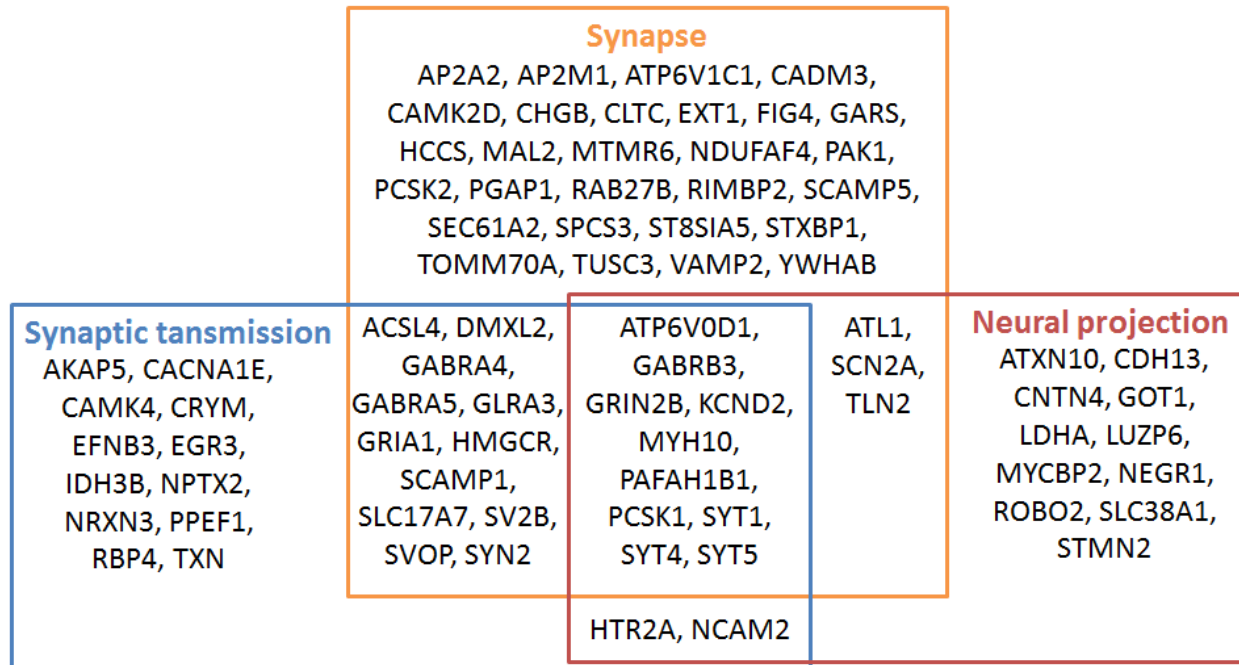 Synapse
AP2A2, AP2M1, ATP6V1C1, CADM3,
CAMK2D, CHGB, CLTC, EXT1, FIG4, GARS,
HCCS, MAL2, MTMR6, NDUFAF4, PAK1,
PCSK2, PGAP1, RAB27B, RIMBP2, SCAMP5,
SEC61A2, SPCS3, ST8SIA5, STXBP1,
TOMM70A, TUSC3, VAMP2, YWHAB
Synaptic tansmission
AKAP5, CACNA1E,
CAMK4, CRYM,
EFNB3, EGR3,
IDH3B, NPTX2,
NRXN3, PPEF1,
RBP4, TXN
ACSL4, DMXL2,
GABRA4,
GABRA5, GLRA3,
GRIA1, HMGCR,
SCAMP1,
SLC17A7, SV2B,
SVOP, SYN2
ATP6V0D1,
GABRB3,
GRIN2B, KCND2,
MYH10,
PAFAH1B1,
PCSK1, SYT1,
SYT4, SYT5
ATL1,
SCN2A,
TLN2
Neural projection
ATXN10, CDH13,
CNTN4, GOT1,
LDHA, LUZP6,
MYCBP2, NEGR1,
ROBO2, SLC38A1,
STMN2
HTR2A, NCAM2